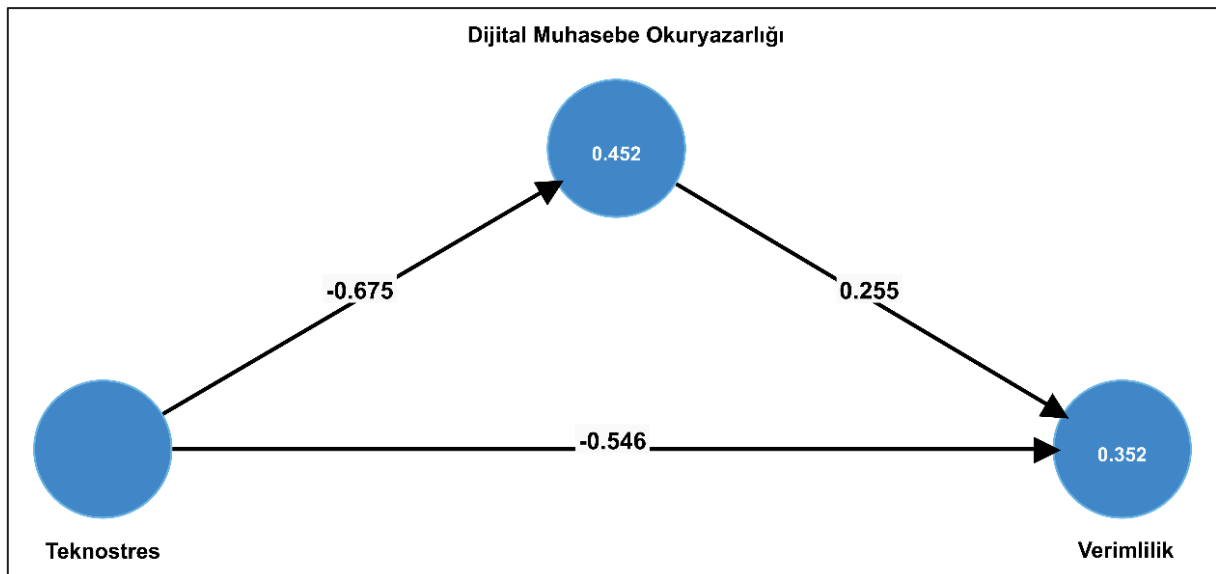 Dijital Muhasebe Okuryazarlığı
0.452
-0.675
0.255
-0.546
0.352
Teknostres
Verimlilik